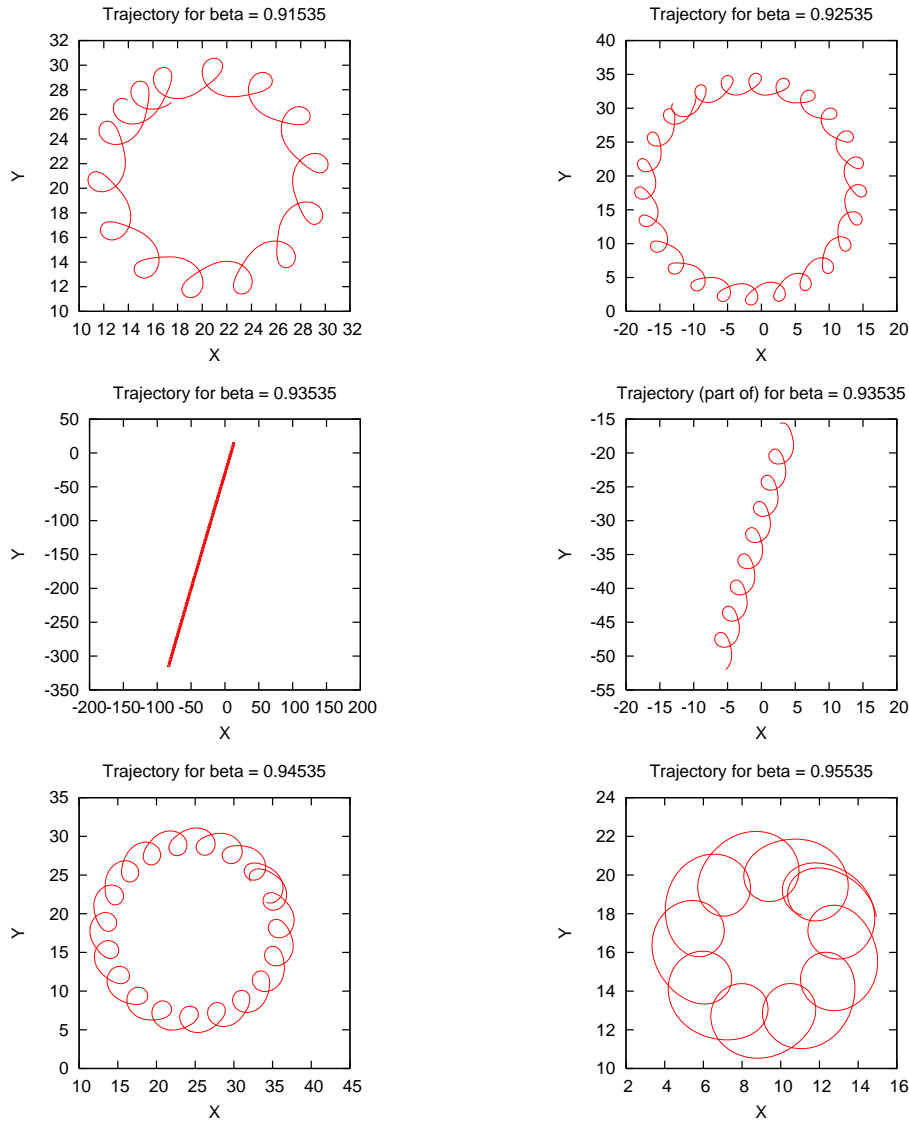 Trajectory for beta = 0.91535
32
30
28
26
24
22
20
18
16
14
12
10
10 12 14 16 18 20 22 24 26 28 30 32
Y
X
Trajectory for beta = 0.92535
40
35
30
25
20
15
10
5
0
-20 -15 -10 -5 0 5 10 15 20
Y
X
Trajectory for beta = 0.93535
50
0
-50
-100
-150
-200
-250
-300
-350
-200 -150 -100 -50 0 50 100 150 200
Y
X
Trajectory (part of) for beta = 0.93535
-15
-20
-25
-30
-35
-40
-45
-50
-55
-20 -15 -10 -5 0 5 10 15 20
Y
X
Trajectory for beta = 0.94535
35
30
25
20
15
10
5
0
10 15 20 25 30 35 40 45
Y
X
Trajectory for beta = 0.95535
24
22
20
18
16
14
12
10
2 4 6 8 10 12 14 16
Y
X